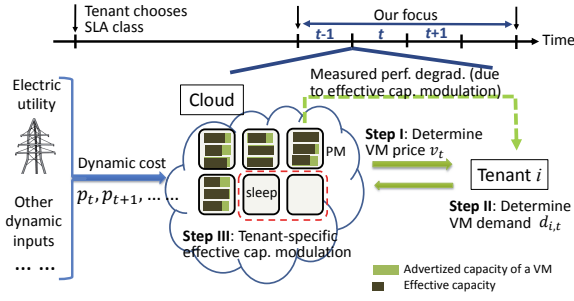 Tenant chooses
SLA class
Our focus
t-1
t
t+1
Time
Electric
utility
Measured perf. degrad. (due
to effective cap. modulation)
Cloud
PM
Step I: Determine
VM price v_t
Dynamic cost
p_t, p_{t+1}, ... ...
sleep
Tenant i
Other
dynamic
inputs
... ...
Step II: Determine
VM demand d_{i,t}
Step III: Tenant-specific
effective cap. modulation
Advertized capacity of a VM
Effective capacity